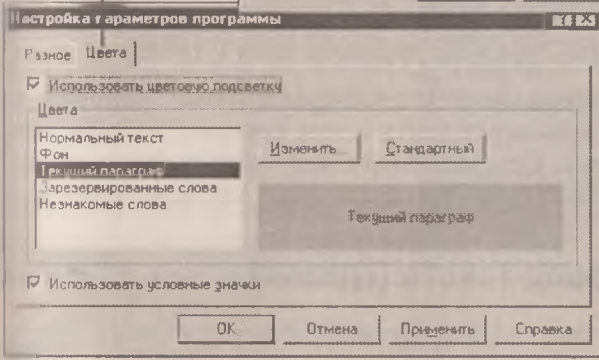 Настройка параметров программы
Разное Цвета
Использовать цветовую подсветку
Цвета
Нормальный текст
Фон
Текущий параграф
Зарезервированные слова
Незнакомые слова
Изменить... Стандартный
Текущий параграф
Использовать условные значки
OK Отмена Применить Справка